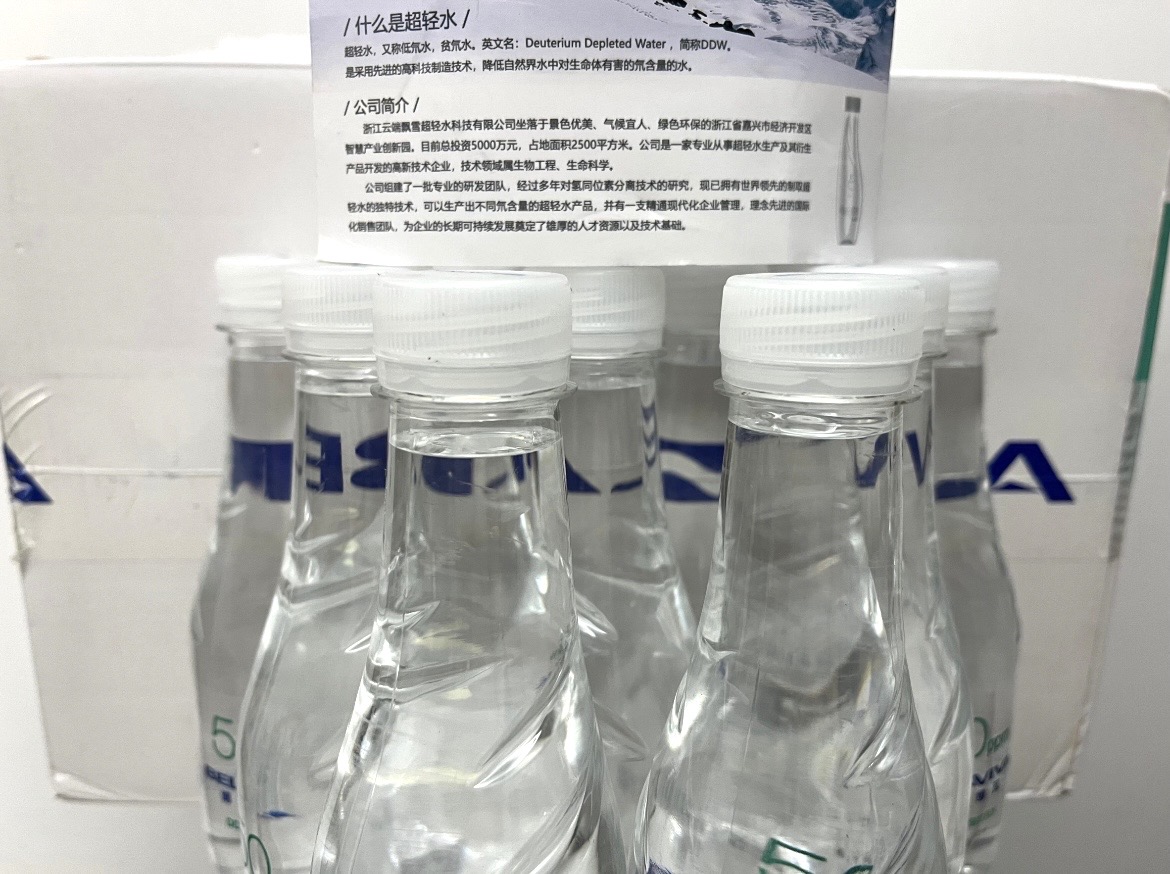 / 什么是超轻水 /
超轻水，又称低氘水，贫氘水。英文名：Deuterium Depleted Water ，简称DDW。
是采用先进的高科技制造技术，降低自然界水中对生命体有害的氘含量的水。
/ 公司简介 /
浙江云端飘雪超轻水科技有限公司坐落于景色优美、气候宜人、绿色环保的浙江省嘉兴市经济开发区
智慧产业创新园。目前总投资5000万元，占地面积2500平方米。公司是一家专业从事超轻水生产及其衍生
产品开发的高新技术企业，技术领域属生物工程、生命科学。
公司组建了一批专业的研发团队，经过多年对氢同位素分离技术的研究，现已拥有世界领先的制取超
轻水的独特技术，可以生产出不同氘含量的超轻水产品，并有一支精通现代化企业管理，理念先进的国际
化销售团队，为企业的长期可持续发展奠定了雄厚的人才资源以及技术基础。
5